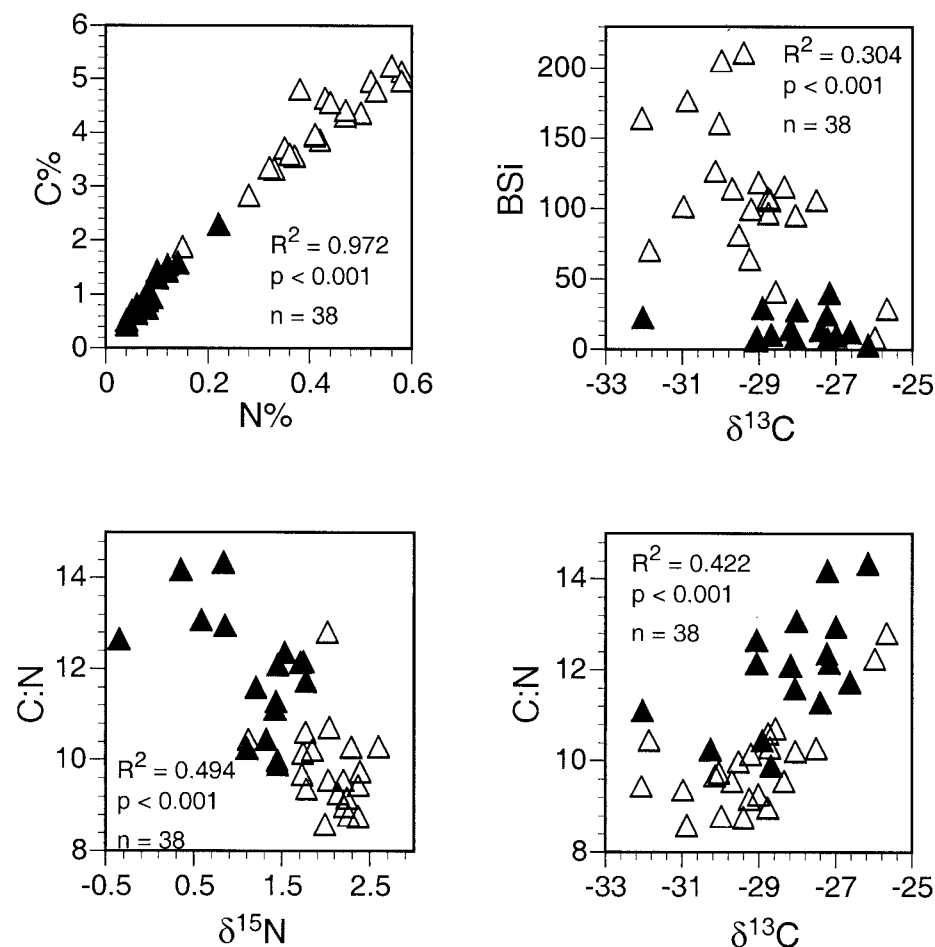 6
5
4
3
2
1
0
C%
R² = 0.972
p < 0.001
n = 38
0 0.2 0.4 0.6
N%
200
150
100
50
0
BSi
R² = 0.304
p < 0.001
n = 38
-33 -31 -29 -27 -25
δ¹³C
14
12
10
8
C:N
R² = 0.494
p < 0.001
n = 38
-0.5 0.5 1.5 2.5
δ¹⁵N
14
12
10
8
C:N
R² = 0.422
p < 0.001
n = 38
-33 -31 -29 -27 -25
δ¹³C